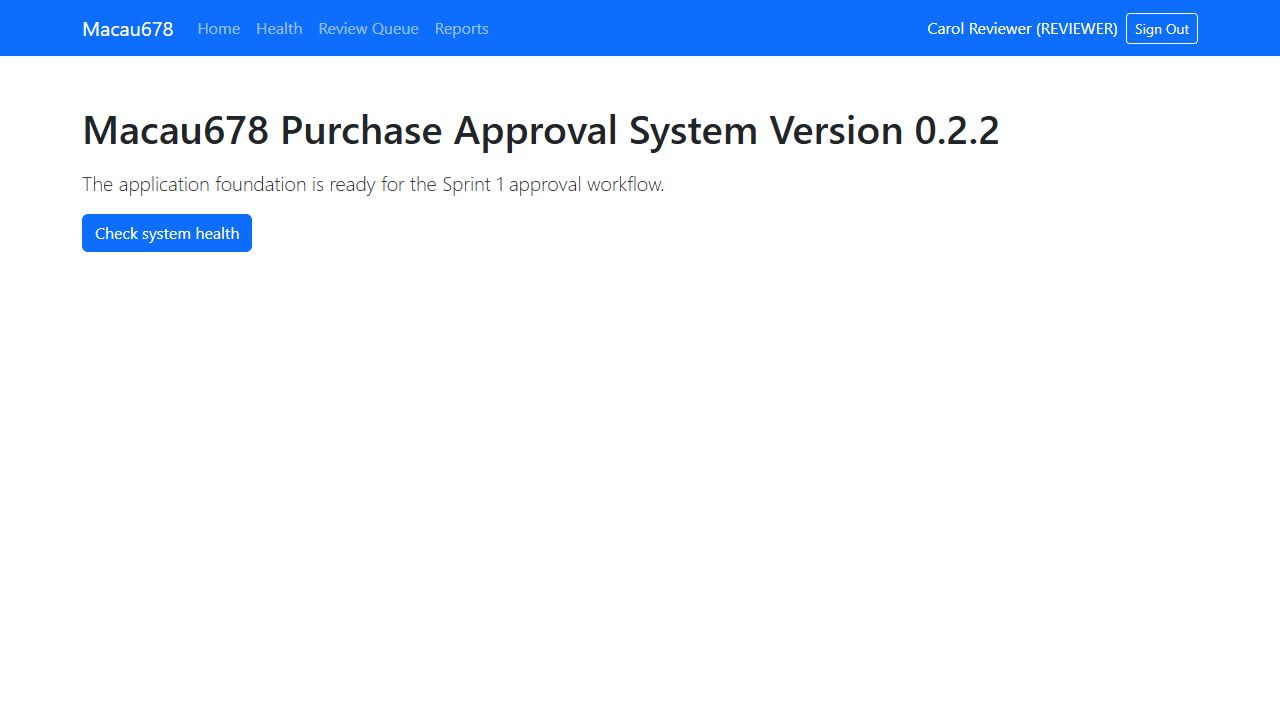 Macau678 Home Health Review Queue Reports Carol Reviewer (REVIEWER) Sign Out
Macau678 Purchase Approval System Version 0.2.2
The application foundation is ready for the Sprint 1 approval workflow.
Check system health